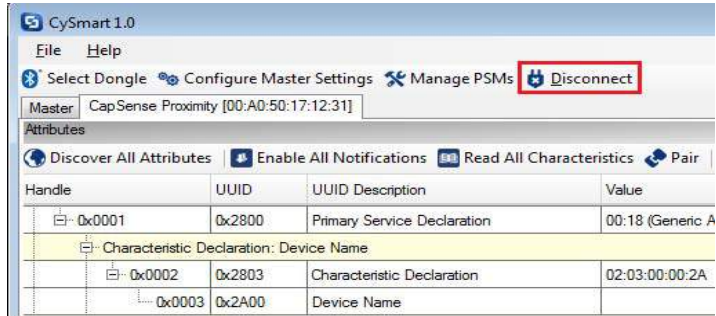 CySmart 1.0
File Help
Select Dongle Configure Master Settings Manage PSMs Disconnect
Master CapSense Proximity [00:A0:50:17:12:31]
Attributes
Discover All Attributes Enable All Notifications Read All Characteristics Pair
Handle UUID UUID Description Value
0x0001 0x2800 Primary Service Declaration 00:18 (Generic A
Characteristic Declaration: Device Name
0x0002 0x2803 Characteristic Declaration 02:03:00:00:2A
0x0003 0x2A00 Device Name